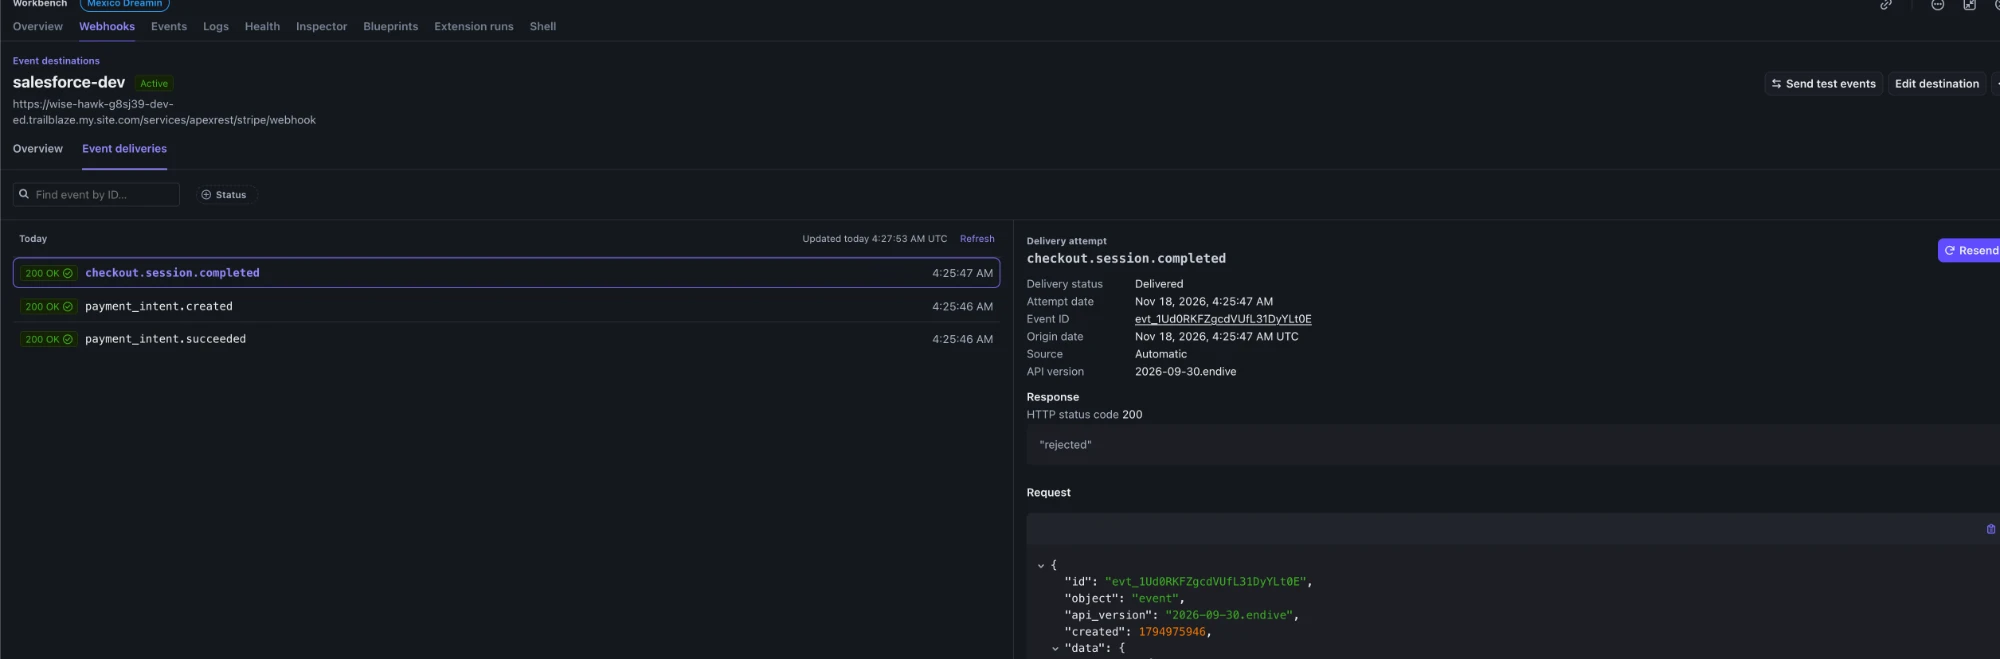 Workbench Mexico Dreamin
Overview Webhooks Events Logs Health Inspector Blueprints Extension runs Shell
Event destinations
salesforce-dev Active
https://wise-hawk-g8sj39-dev-
ed.trailblaze.my.site.com/services/apexrest/stripe/webhook
Send test events Edit destination
Overview Event deliveries
Find event by ID...
Status
Today Updated today 4:27:53 AM UTC Refresh
200 OK checkout.session.completed 4:25:47 AM
200 OK payment_intent.created 4:25:46 AM
200 OK payment_intent.succeeded 4:25:46 AM
Delivery attempt
checkout.session.completed
Resend
Delivery status Delivered
Attempt date Nov 18, 2026, 4:25:47 AM
Event ID evt_1Ud0RKFZgcdVUfL31DyYLt0E
Origin date Nov 18, 2026, 4:25:47 AM UTC
Source Automatic
API version 2026-09-30.endive
Response
HTTP status code 200
"rejected"
Request
{
"id": "evt_1Ud0RKFZgcdVUfL31DyYLt0E",
"object": "event",
"api_version": "2026-09-30.endive",
"created": 1794975946,
"data": {